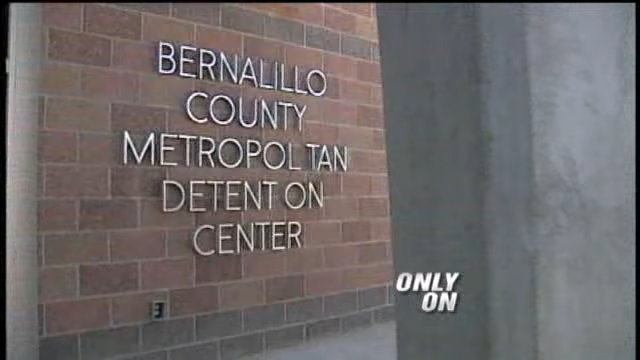 BERNALILLO
COUNTY
METROPOL TAN
DETENT ON
CENTER
ONLY
ON